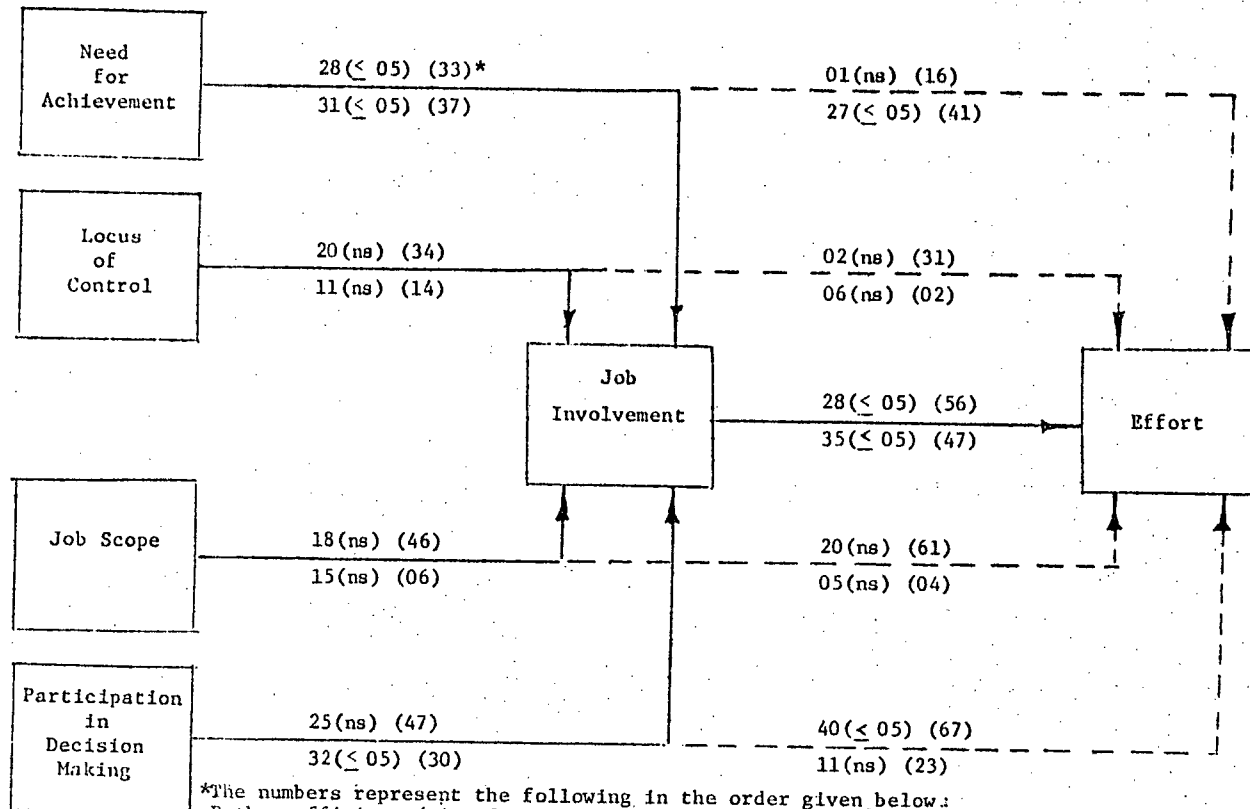 Need
for
Achievement
28(≤ 05) (33)*
31(≤ 05) (37)
01(ns) (16)
27(≤ 05) (41)
Locus
of
Control
20(ns) (34)
11(ns) (14)
02(ns) (31)
06(ns) (02)
Job
Involvement
28(≤ 05) (56)
35(≤ 05) (47)
Effort
Job Scope
18(ns) (46)
15(ns) (06)
20(ns) (61)
05(ns) (04)
Participation
in
Decision
Making
25(ns) (47)
32(≤ 05) (30)
40(≤ 05) (67)
11(ns) (23)
*The numbers represent the following in the order given below: